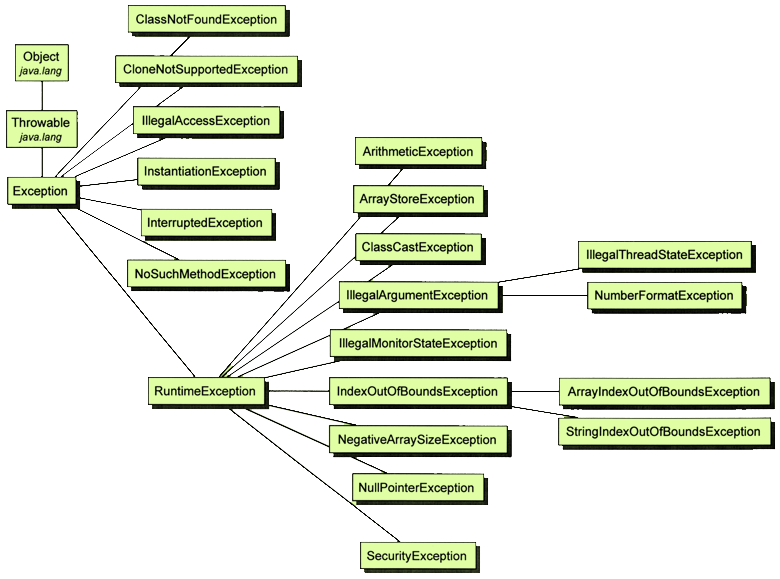 ClassNotFoundException
Object
java.lang
CloneNotSupportedException
Throwable
java.lang
IllegalAccessException
ArithmeticException
InstantiationException
Exception
ArrayStoreException
InterruptedException
ClassCastException
IllegalThreadStateException
NoSuchMethodException
IllegalArgumentException
NumberFormatException
IllegalMonitorStateException
RuntimeException
IndexOutOfBoundsException
ArrayIndexOutOfBoundsException
StringIndexOutOfBoundsException
NegativeArraySizeException
NullPointerException
SecurityException